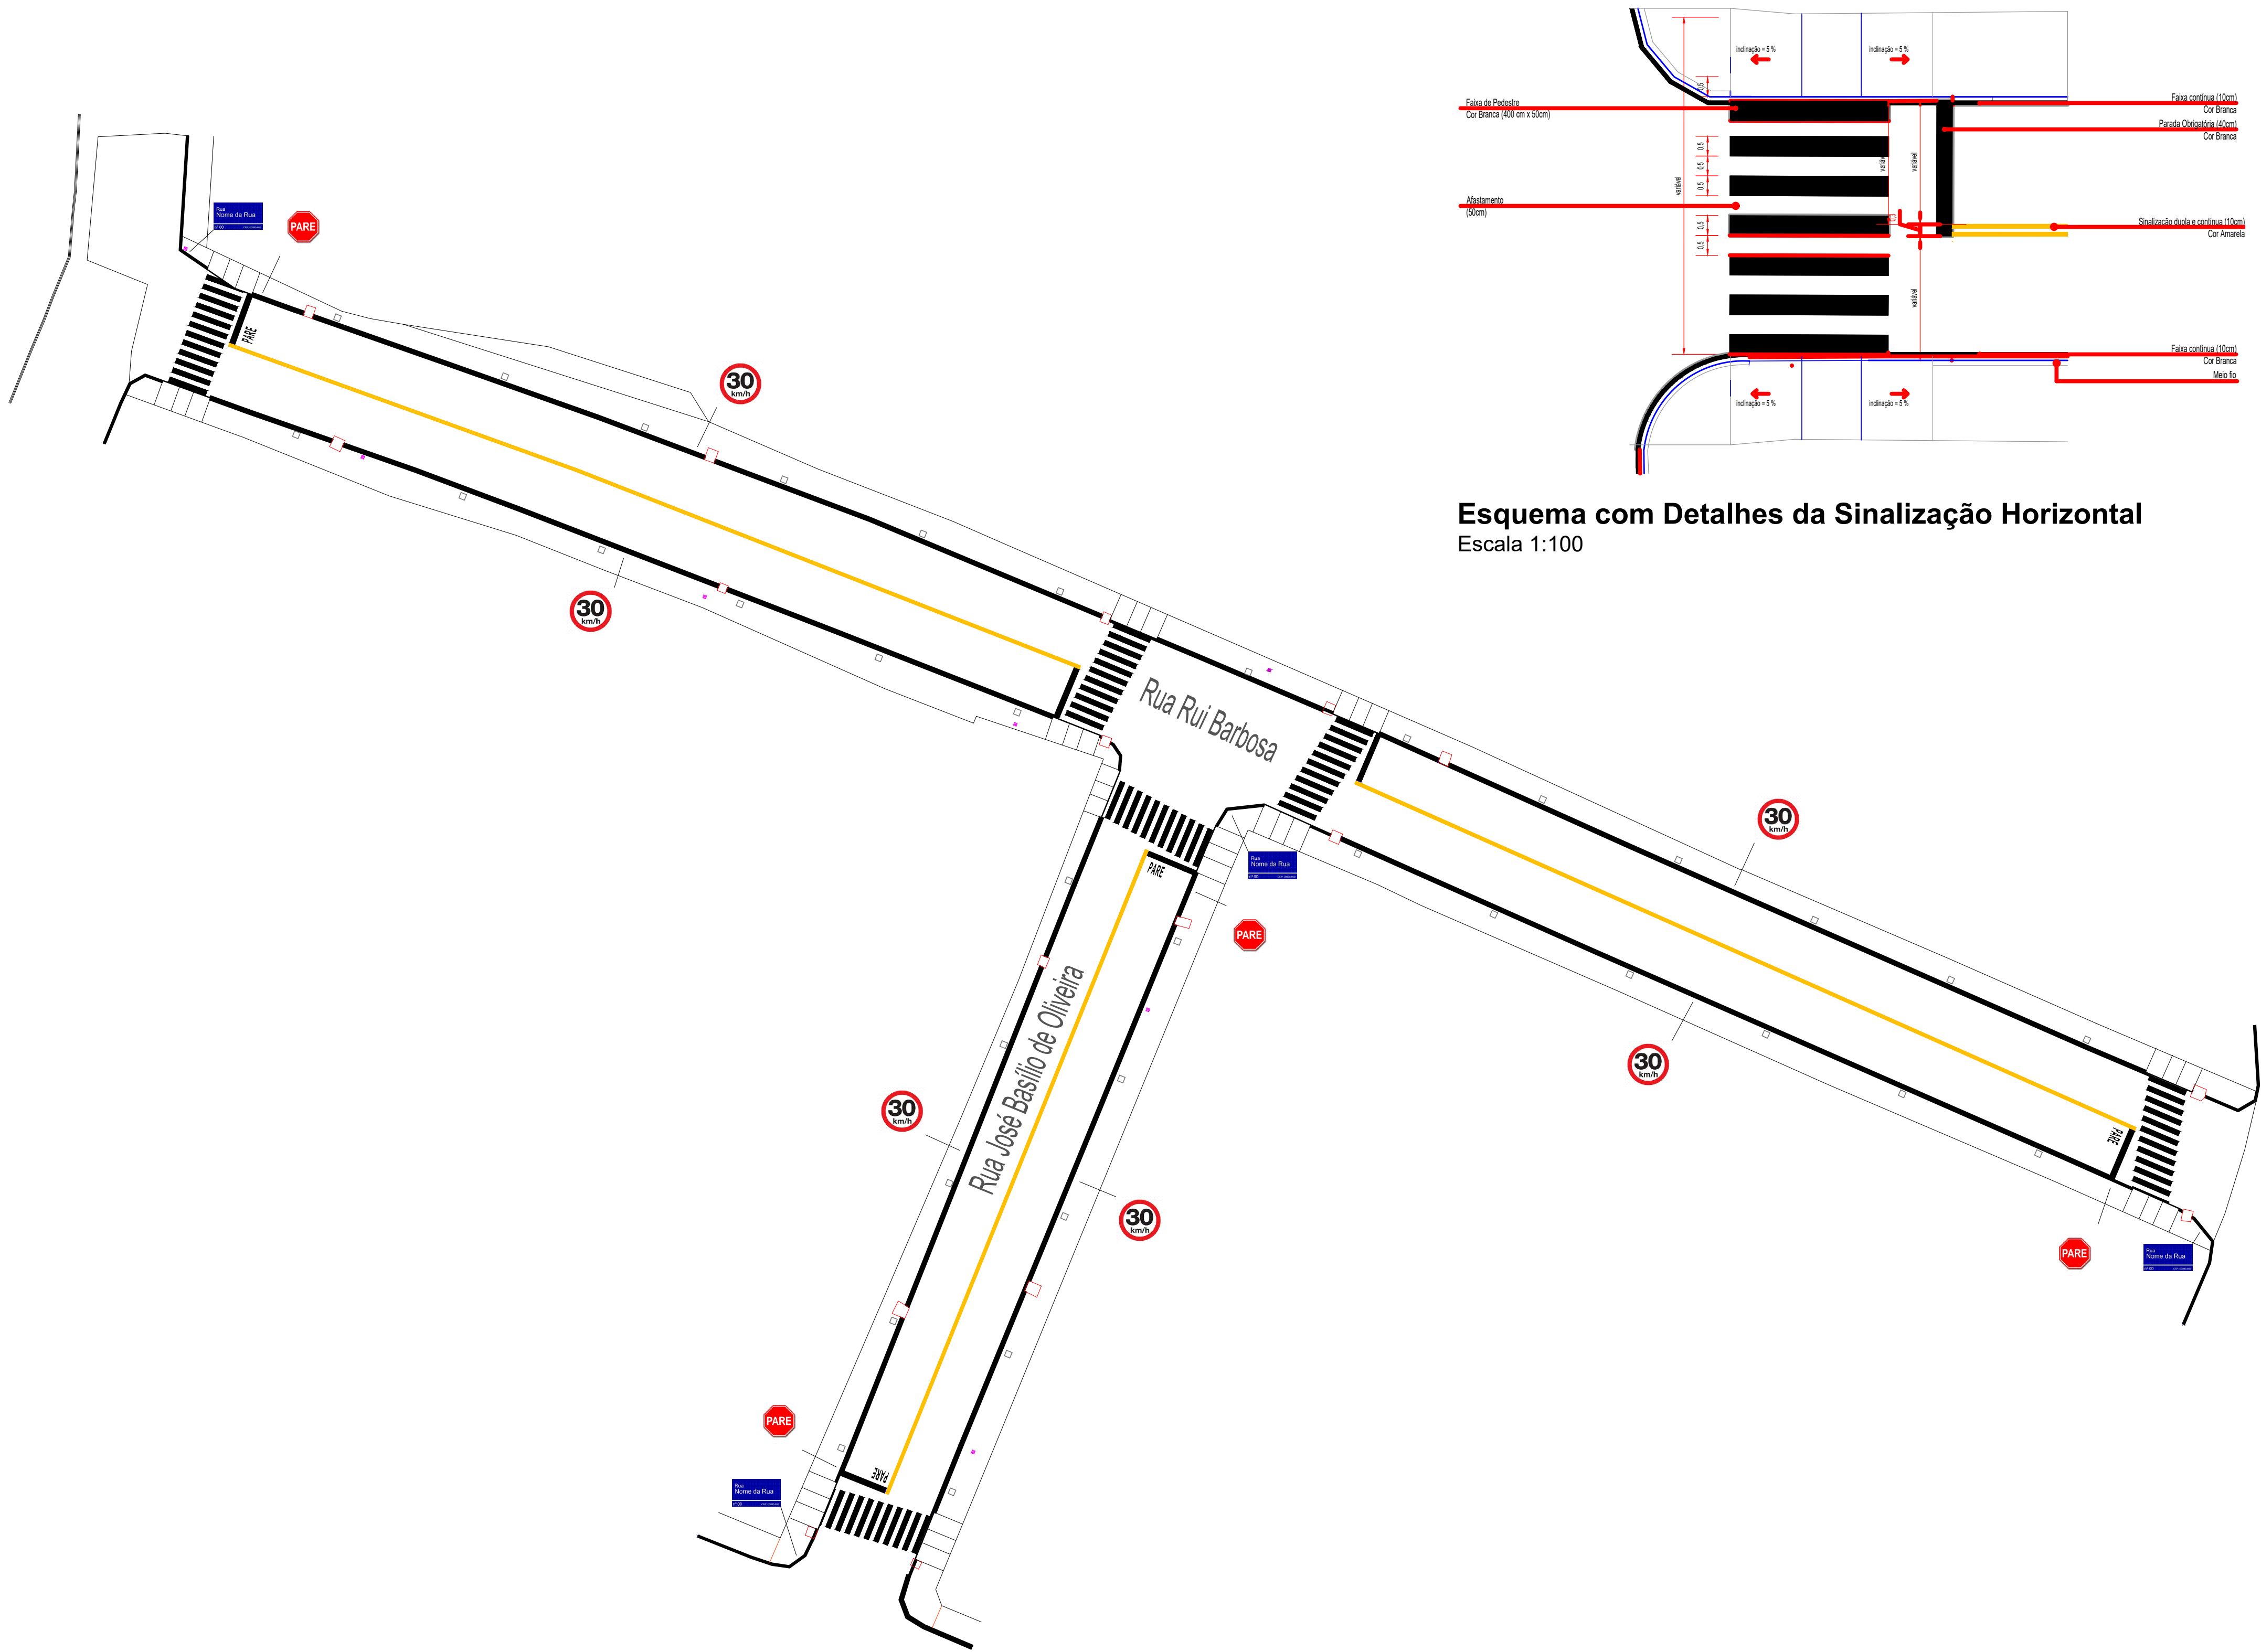 inclinação = 5 %
inclinação = 5 %
0,5
Faixa de Pedestre
Cor Branca (400 cm x 50cm)
Faixa contínua (10cm)
Cor Branca
Parada Obrigatória (40cm)
Cor Branca
0,5
0,5
0,5
variável
variável
variável
Afastamento
(50cm)
0,5
0,5
0,3
Sinalização dupla e contínua (10cm)
Cor Amarela
variável
Faixa contínua (10cm)
Cor Branca
Meio fio
inclinação = 5 %
inclinação = 5 %
Esquema com Detalhes da Sinalização Horizontal
Escala 1:100
Rua
Nome da Rua
PARE
PARE
30
km/h
30
km/h
Rua Rui Barbosa
30
km/h
PARE
Rua
Nome da Rua
PARE
Rua José Basílio de Oliveira
30
km/h
30
km/h
30
km/h
PARE
PARE
Rua
Nome da Rua
PARE
PARE
Rua
Nome da Rua